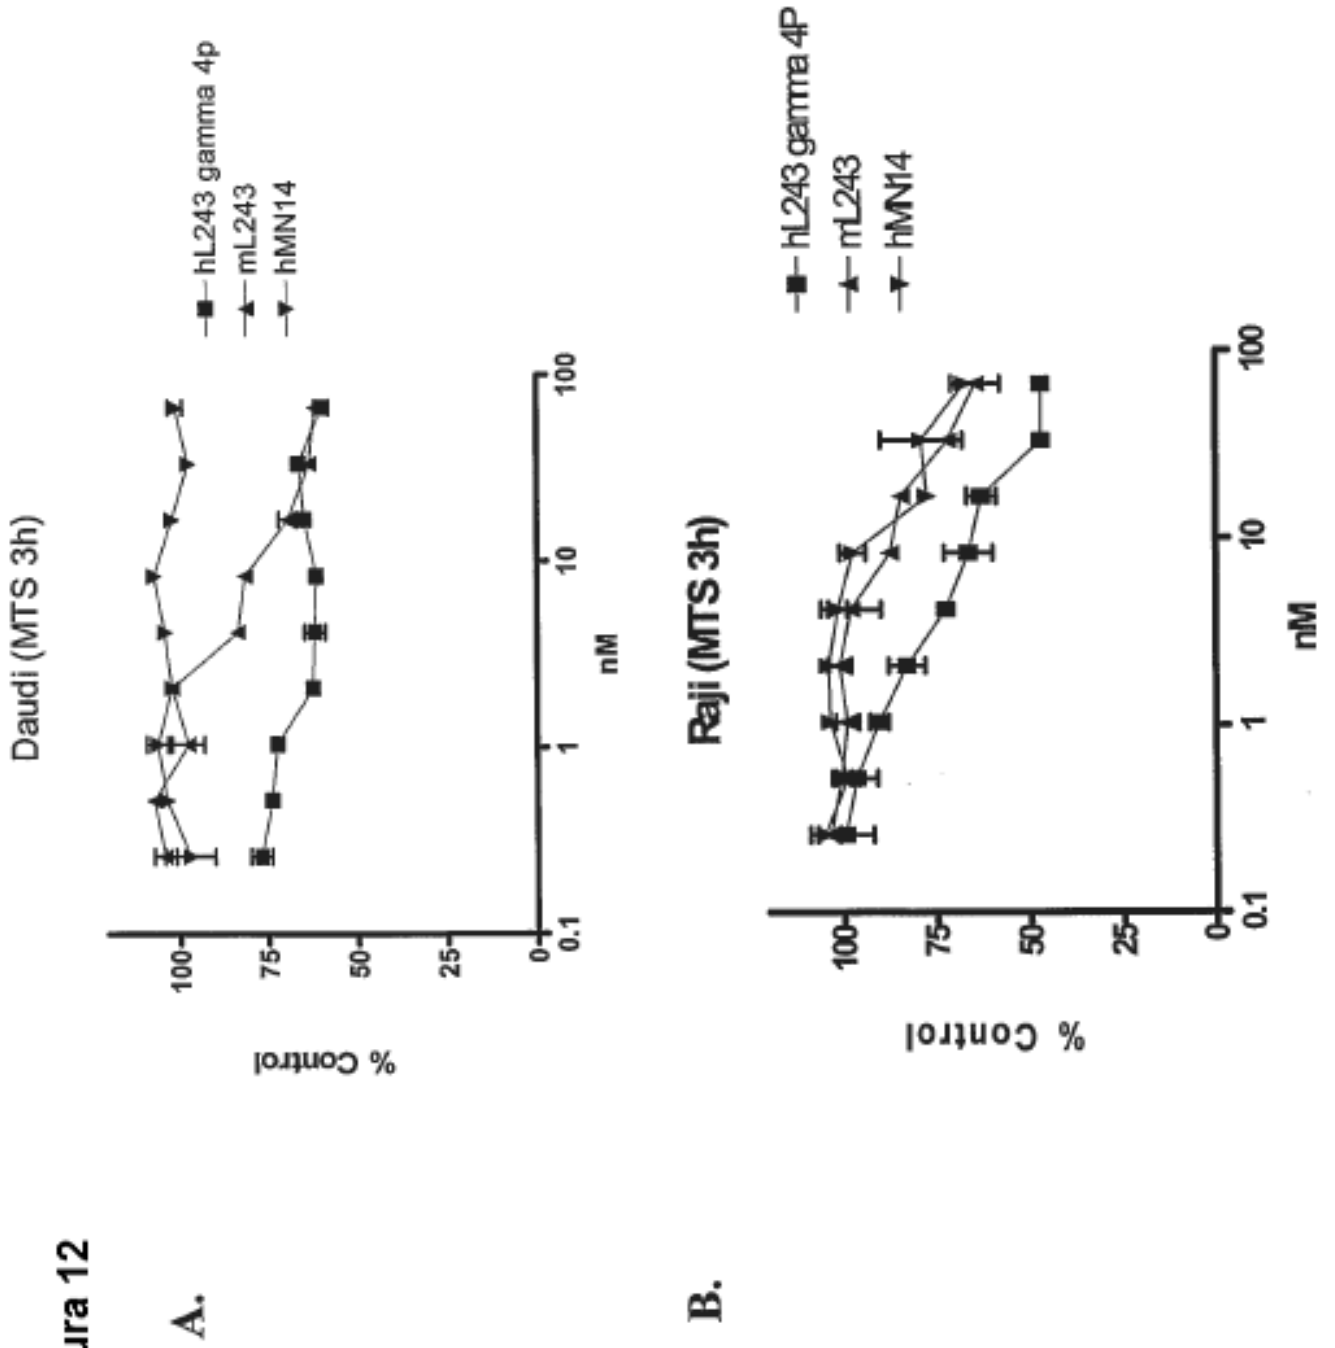 ura 12
A.
Daudi (MTS 3h)
% Control
100
75
50
25
0
0.1
1
10
100
nM
hL243 gamma 4p
mL243
hMN14
B.
Raji (MTS 3h)
% Control
100
75
50
25
0
0.1
1
10
100
nM
hL243 gamma 4P
mL243
hMN14